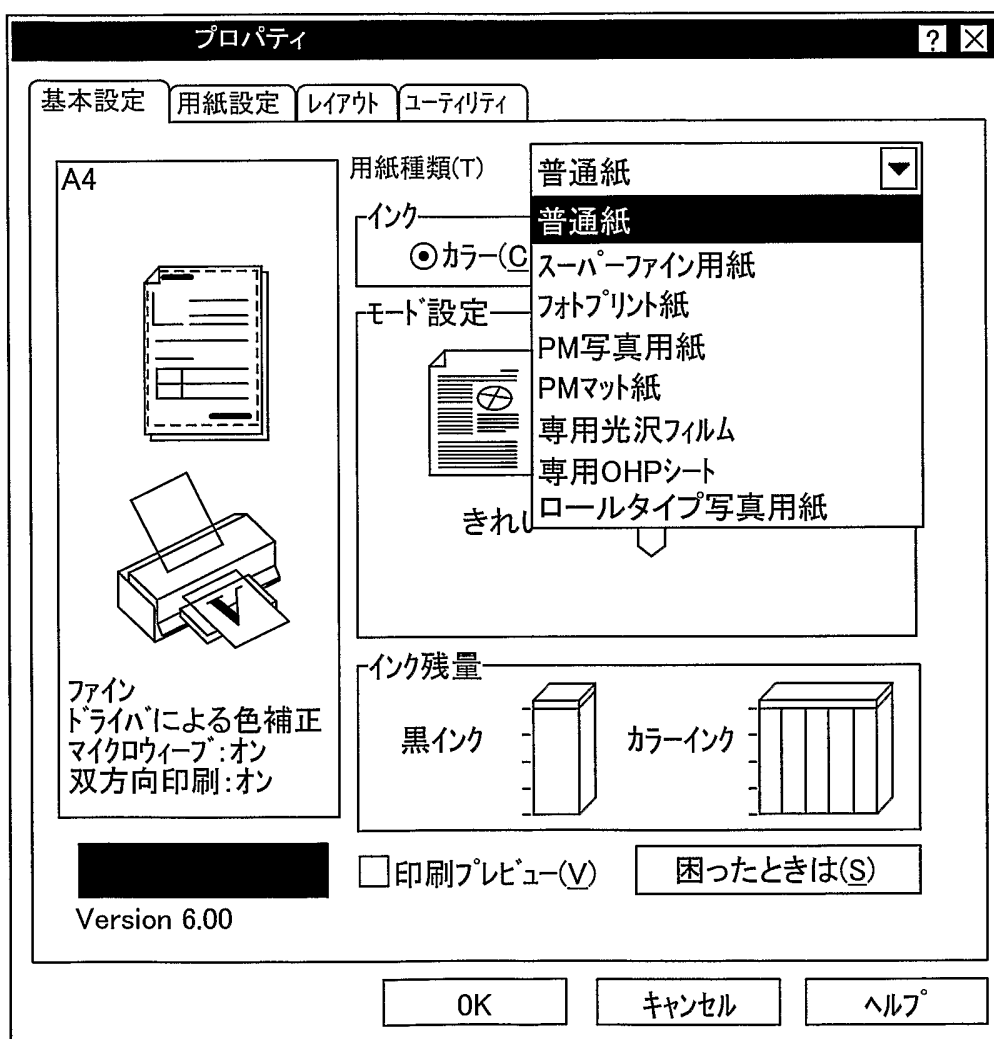 プロパティ
?
基本設定 用紙設定 レイアウト ユーティリティ
A4
用紙種類(T) 普通紙
普通紙
スーパーファイン用紙
フォトプリント紙
PM写真用紙
PMマット紙
専用光沢フィルム
専用OHPシート
ロールタイプ写真用紙
インク
カラー(C
モード設定
きれい
ファイン
ドライバによる色補正
マイクロウィーブ:オン
双方向印刷:オン
インク残量
黒インク カラーインク
Version 6.00
印刷プレビュー(V) 困ったときは(S)
OK キャンセル ヘルプ